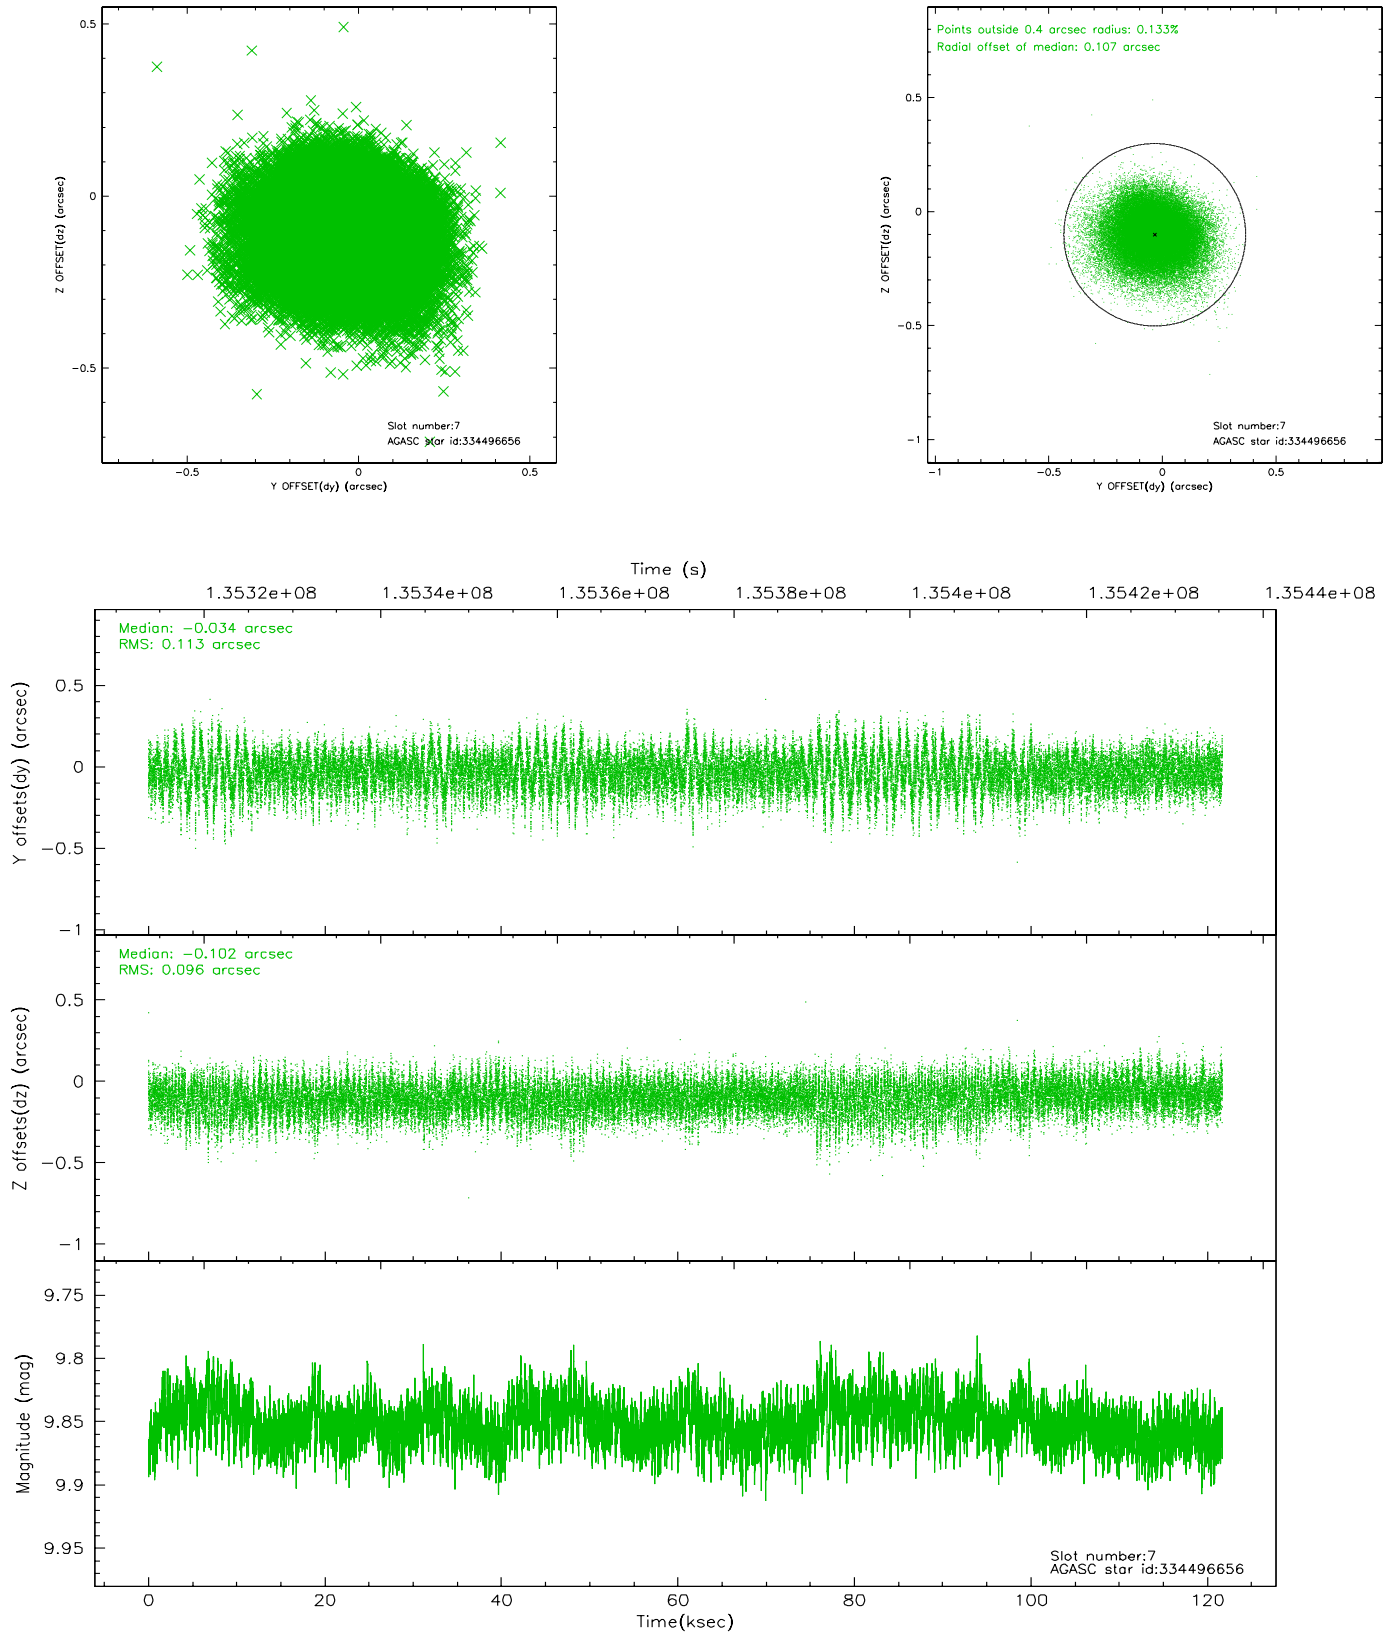 0.5
0
−0.5
Z OFFSET(dz) (arcsec)
Slot number:7
AGASC star id:334496656
−0.5
0
0.5
Y OFFSET(dy) (arcsec)
Points outside 0.4 arcsec radius: 0.133%
Radial offset of median: 0.107 arcsec
0.5
0
−0.5
−1
Z OFFSET(dz) (arcsec)
Slot number:7
AGASC star id:334496656
−1
−0.5
0
0.5
Y OFFSET(dy) (arcsec)
Time (s)
1.3532e+08
1.3534e+08
1.3536e+08
1.3538e+08
1.354e+08
1.3542e+08
1.3544e+08
Median: −0.034 arcsec
RMS: 0.113 arcsec
0.5
0
−0.5
−1
Y offsets(dy) (arcsec)
Median: −0.102 arcsec
RMS: 0.096 arcsec
0.5
0
−0.5
−1
Z offsets(dz) (arcsec)
9.75
9.8
9.85
9.9
9.95
Magnitude (mag)
Slot number:7
AGASC star id:334496656
0
20
40
60
80
100
120
Time(ksec)